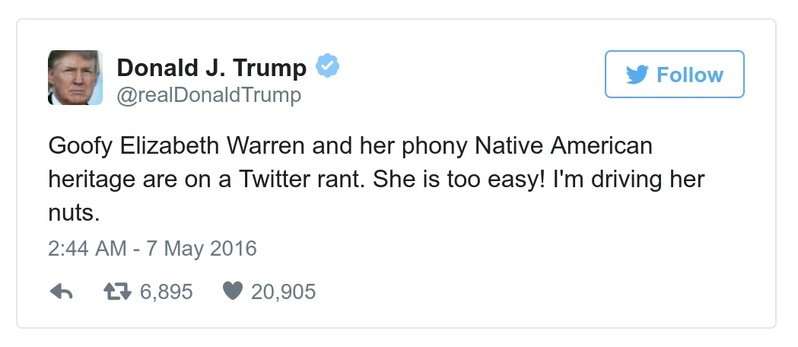 Donald J. Trump
@realDonaldTrump
Follow
Goofy Elizabeth Warren and her phony Native American
heritage are on a Twitter rant. She is too easy! I'm driving her
nuts.
2:44 AM - 7 May 2016
6,895 20,905